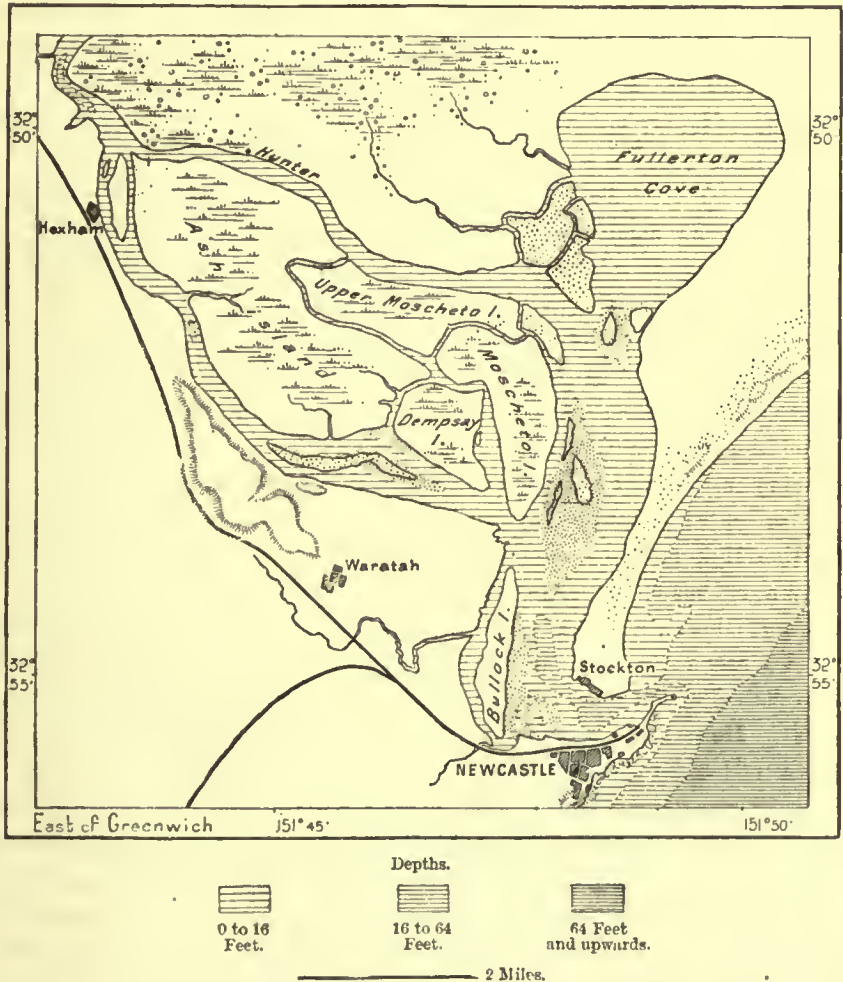 32°
50'
32°
50'
Hunter
Fullerton
Cove
Hexham
Ash
Island
Upper Moscheto I.
Moscheto I.
Dempsay
I.
Waratah
Bullock I.
Stockton
32°
55'
32°
55'
NEWCASTLE
East of Greenwich
151°45'
151°50'
Depths.
0 to 16
Feet.
16 to 64
Feet.
64 Feet
and upwards.
2 Miles.